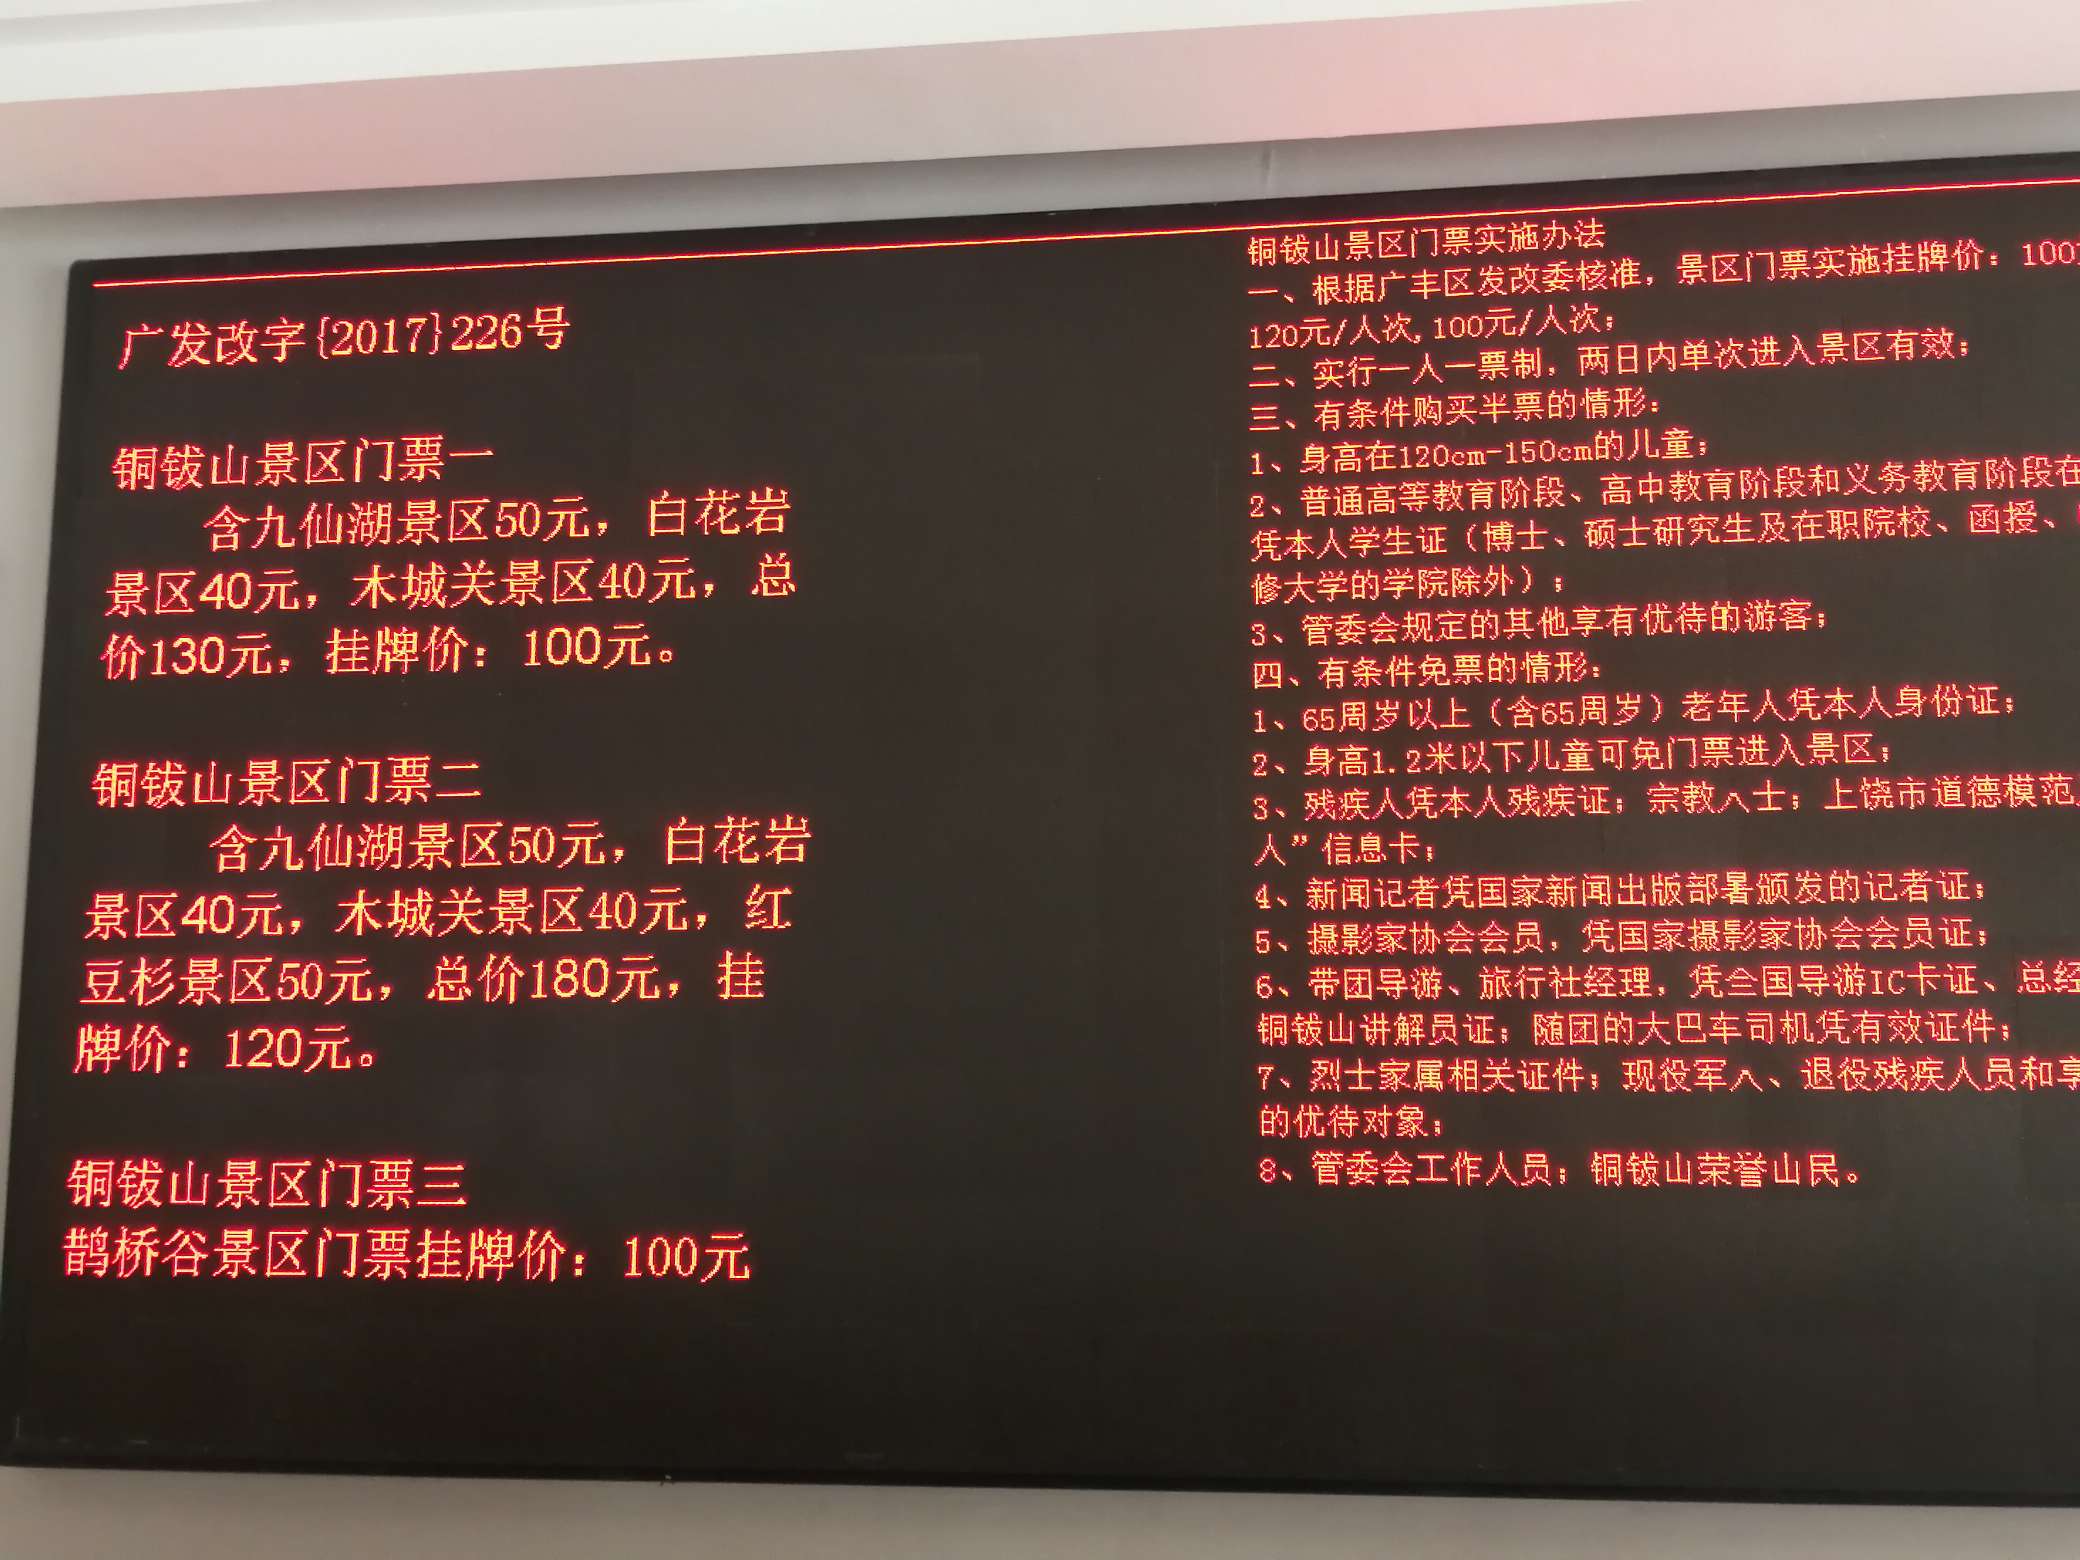 广发改字{2017}226号
铜钹山景区门票一
含九仙湖景区50元，白花岩
景区40元，木城关景区40元，总
价130元，挂牌价：100元。
铜钹山景区门票二
含九仙湖景区50元，白花岩
景区40元，木城关景区40元，红
豆杉景区50元，总价180元，挂
牌价：120元。
铜钹山景区门票三
鹊桥谷景区门票挂牌价：100元
铜钹山景区门票实施办法
一、根据广丰区发改委核准，景区门票实施挂牌价：100
120元/人次,100元/人次；
二、实行一人一票制，两日内单次进入景区有效；
三、有条件购买半票的情形：
1、身高在120cm-150cm的儿童；
2、普通高等教育阶段、高中教育阶段和义务教育阶段在
凭本人学生证（博士、硕士研究生及在职院校、函授、
修大学的学院除外）；
3、管委会规定的其他享有优待的游客；
四、有条件免票的情形：
1、65周岁以上（含65周岁）老年人凭本人身份证；
2、身高1.2米以下儿童可免门票进入景区；
3、残疾人凭本人残疾证；宗教人士；上饶市道德模范
人”信息卡；
4、新闻记者凭国家新闻出版部署颁发的记者证；
5、摄影家协会会员，凭国家摄影家协会会员证；
6、带团导游、旅行社经理，凭全国导游IC卡证、总经
铜钹山讲解员证；随团的大巴车司机凭有效证件；
7、烈士家属相关证件；现役军人、退役残疾人员和享
的优待对象；
8、管委会工作人员；铜钹山荣誉山民。